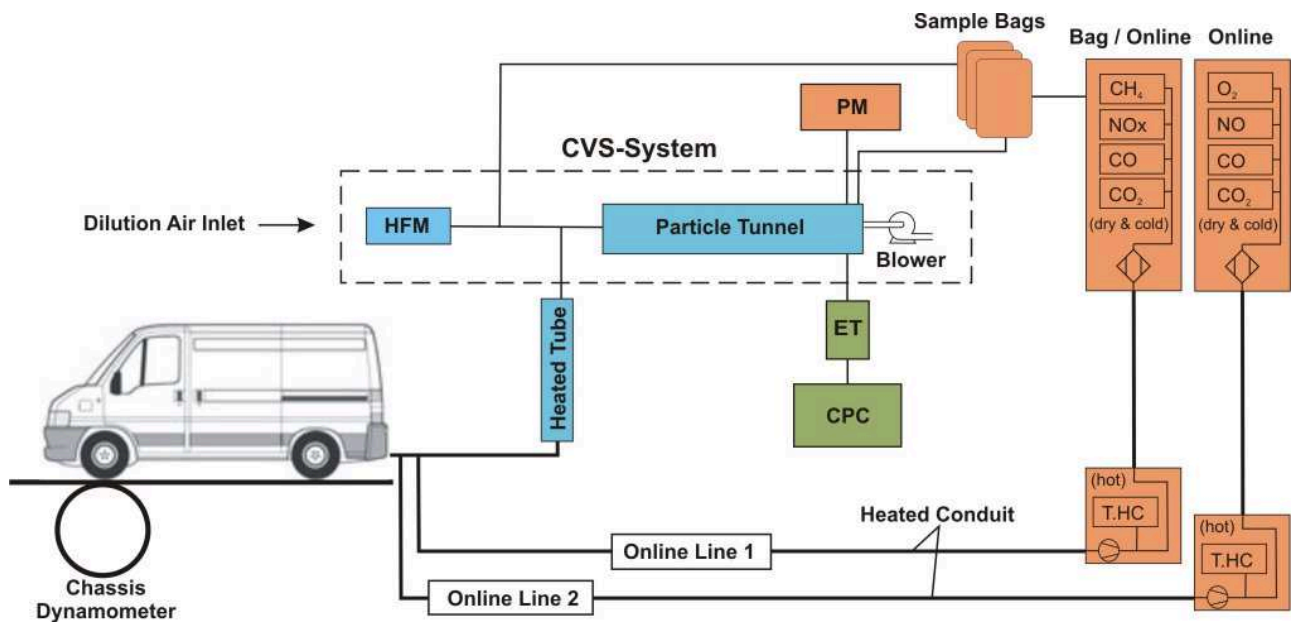 Sample Bags
Bag / Online
Online
CH₄
NOx
CO
CO₂
(dry & cold)
O₂
NO
CO
CO₂
(dry & cold)
PM
CVS-System
Dilution Air Inlet
HFM
Particle Tunnel
Blower
Heated Tube
ET
CPC
(hot)
T.HC
(hot)
T.HC
Heated Conduit
Online Line 1
Online Line 2
Chassis
Dynamometer